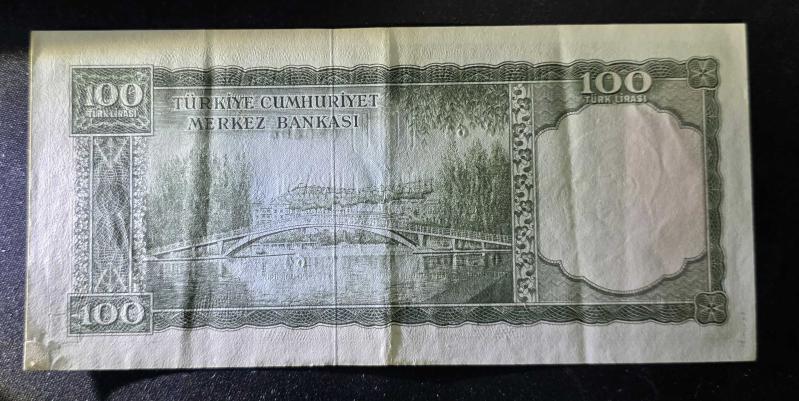 100
TÜRK LİRASI
TÜRKİYE CUMHURİYET
MERKEZ BANKASI
100
TÜRK LİRASI
100